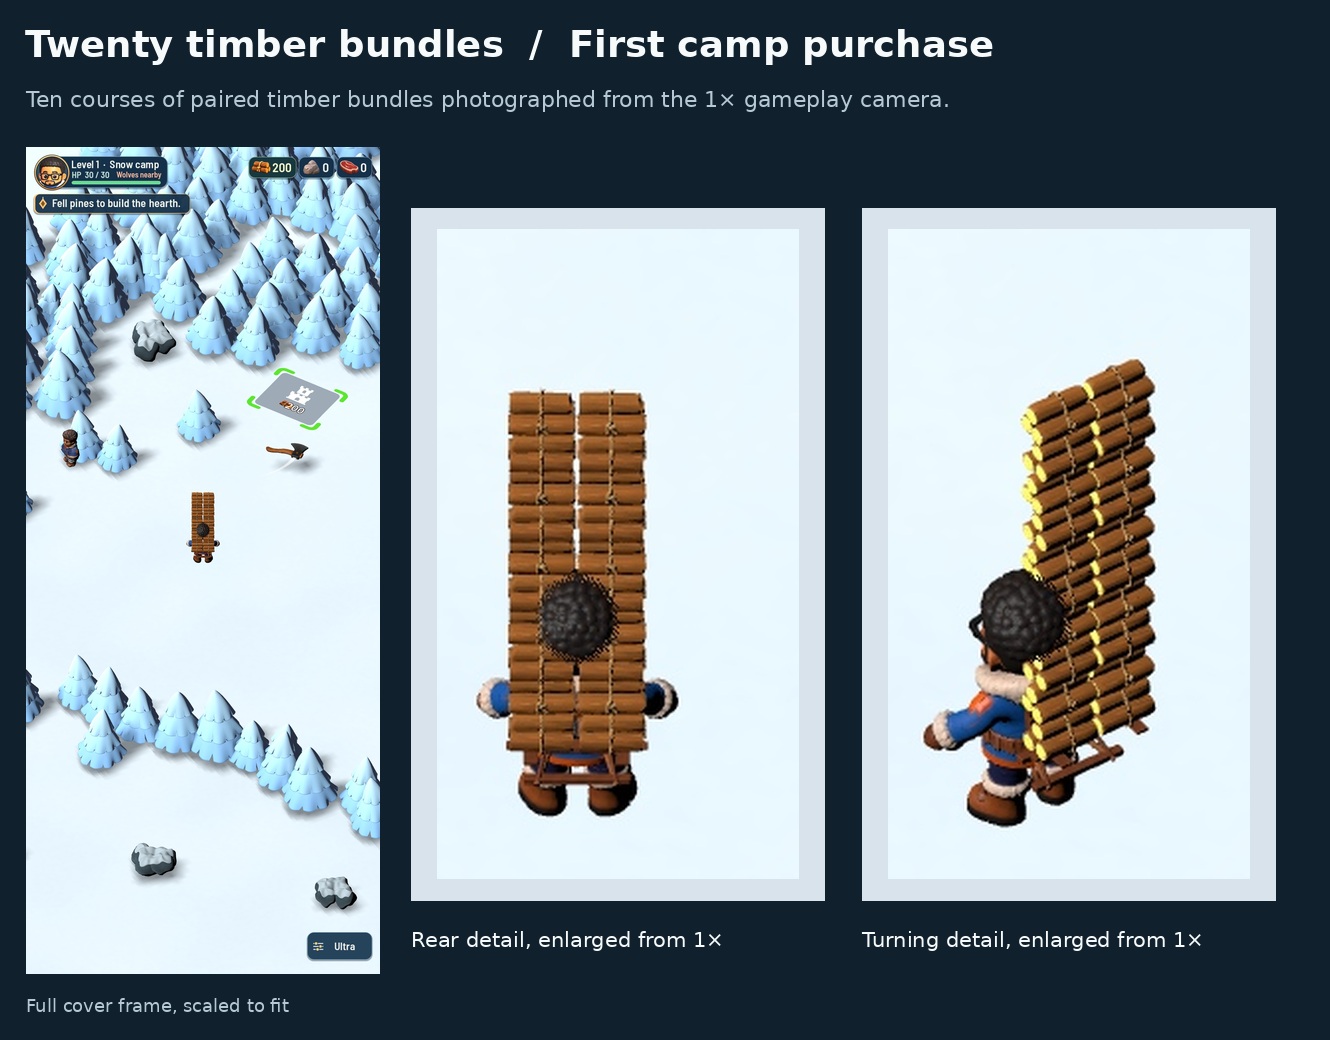 Twenty timber bundles / First camp purchase
Ten courses of paired timber bundles photographed from the 1× gameplay camera.
Level 1 · Snow camp
HP 30 / 30 Wolves nearby
200 0 0
Fell pines to build the hearth.
200
Ultra
Rear detail, enlarged from 1×
Turning detail, enlarged from 1×
Full cover frame, scaled to fit